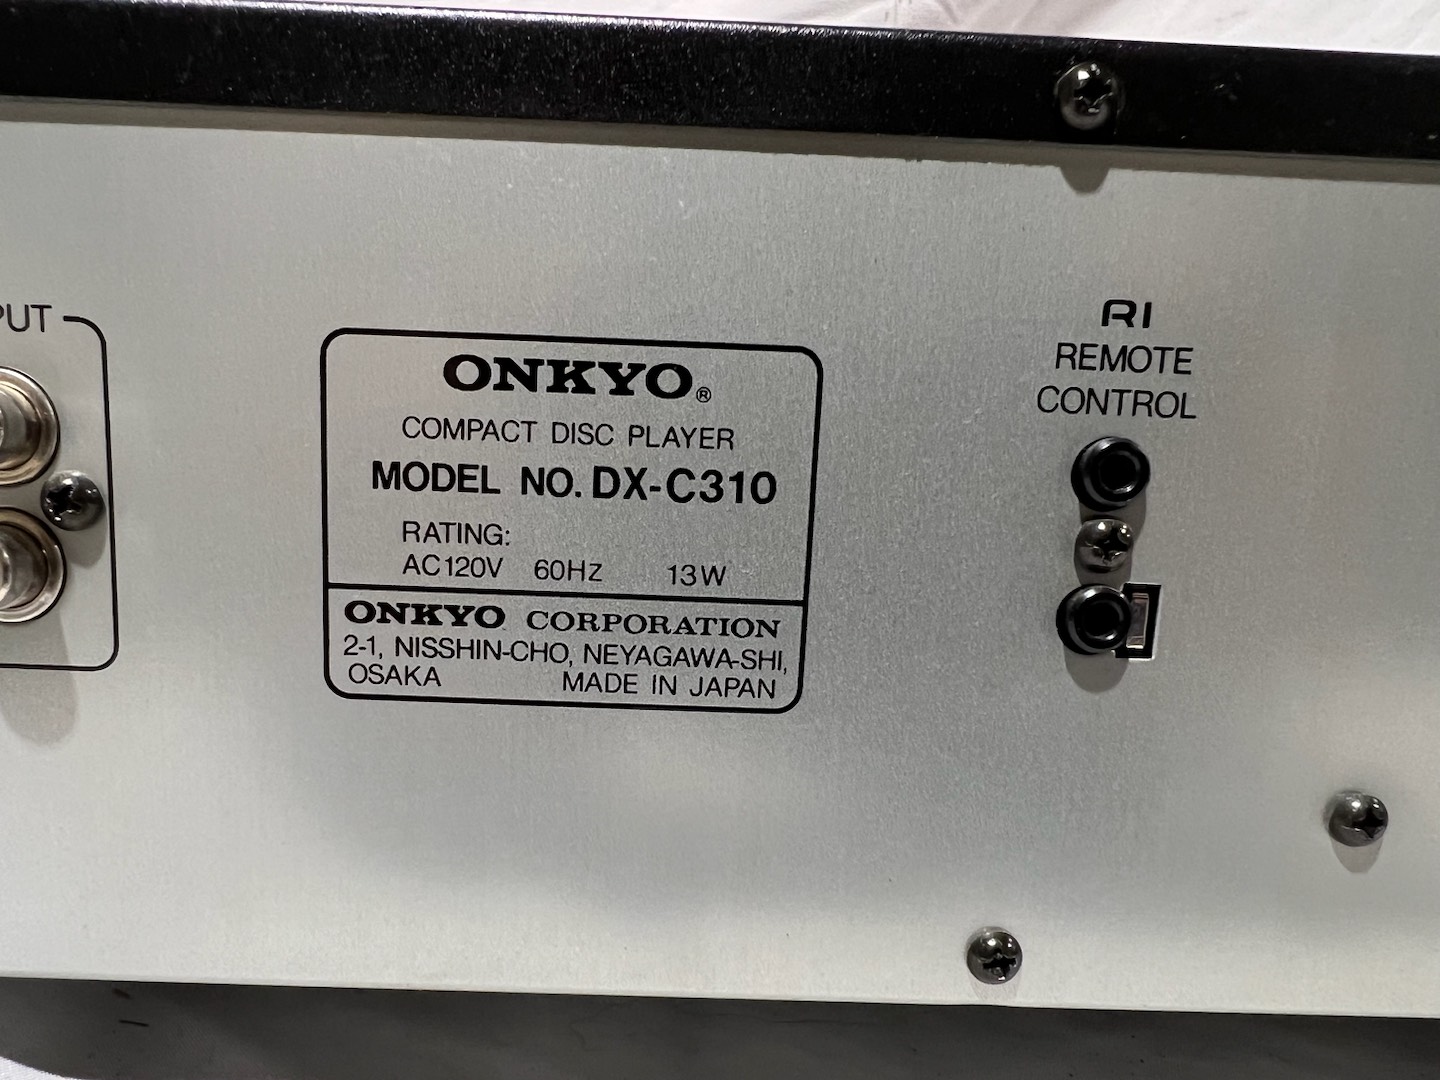 PUT
ONKYO®
COMPACT DISC PLAYER
MODEL NO. DX-C310
RATING:
AC120V 60Hz 13W
ONKYO CORPORATION
2-1, NISSHIN-CHO, NEYAGAWA-SHI,
OSAKA MADE IN JAPAN
RI
REMOTE
CONTROL